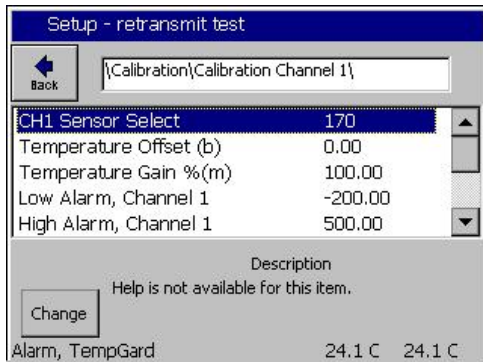 Setup - retransmit test
Back
\Calibration\Calibration Channel 1\
CH1 Sensor Select 170
Temperature Offset (b) 0.00
Temperature Gain %(m) 100.00
Low Alarm, Channel 1 -200.00
High Alarm, Channel 1 500.00
Description
Help is not available for this item.
Change
Alarm, TempGard 24.1 C 24.1 C